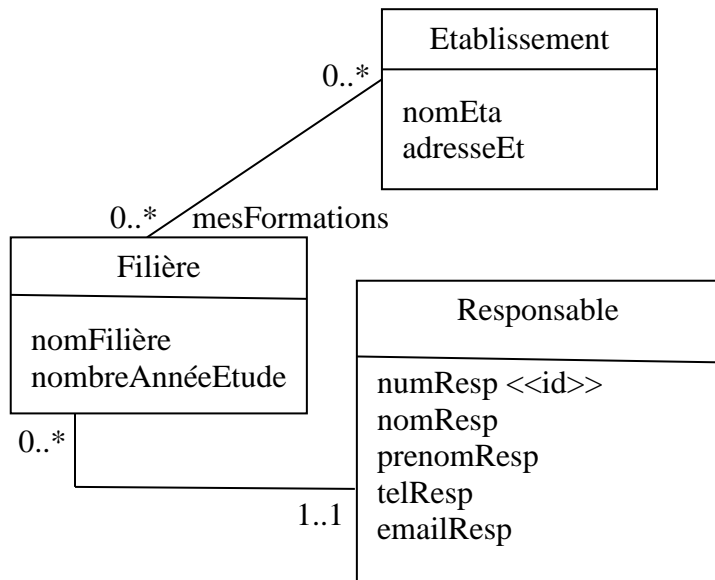 Etablissement
0..*
nomEta
adresseEt
0..* mesFormations
Filière
nomFilière
nombreAnnéeEtude
Responsable
numResp <<id>>
nomResp
prenomResp
telResp
emailResp
0..*
1..1